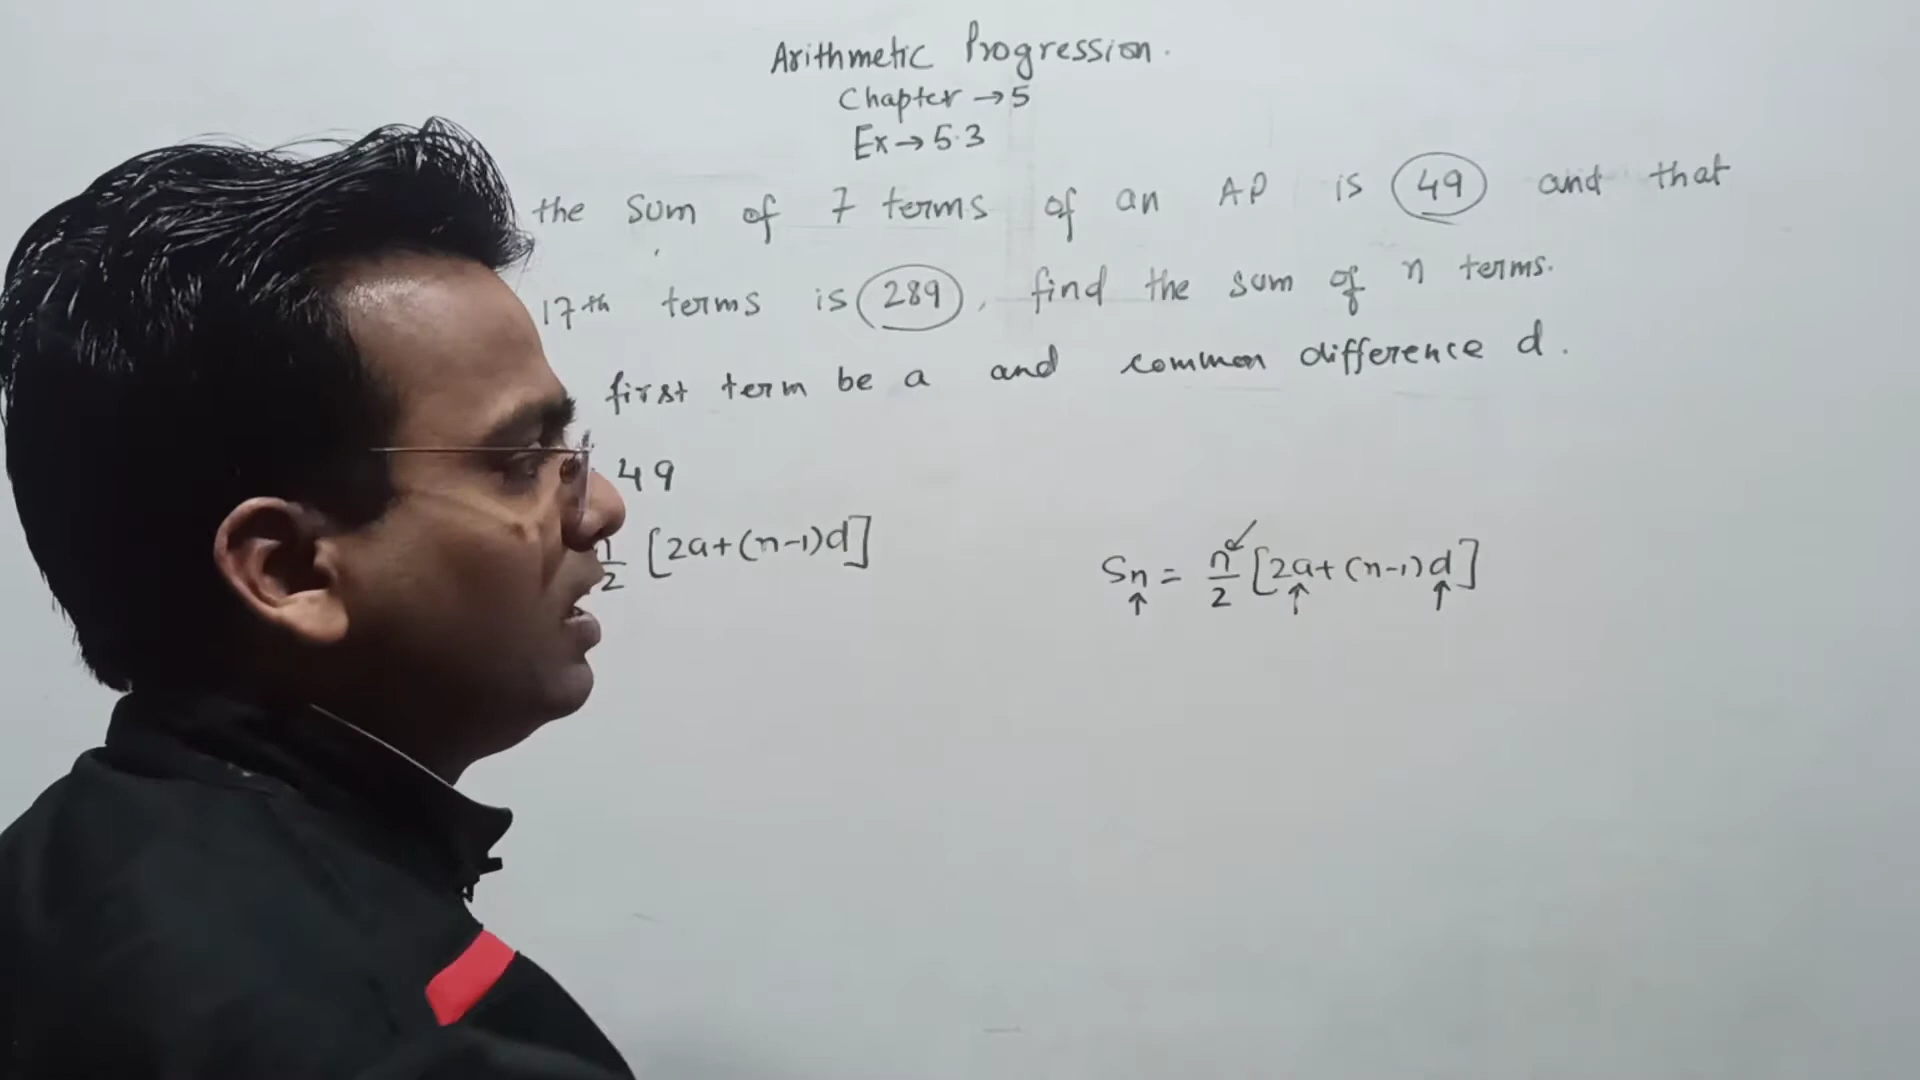 Arithmetic Progression.
Chapter → 5
Ex → 5.3
the sum of 7 terms of an AP is 49 and that
17th terms is 289, find the sum of n terms.
first term be a and common difference d.
49
n/2 [2a+(n-1)d]
Sn = n/2 [2a+(n-1)d]